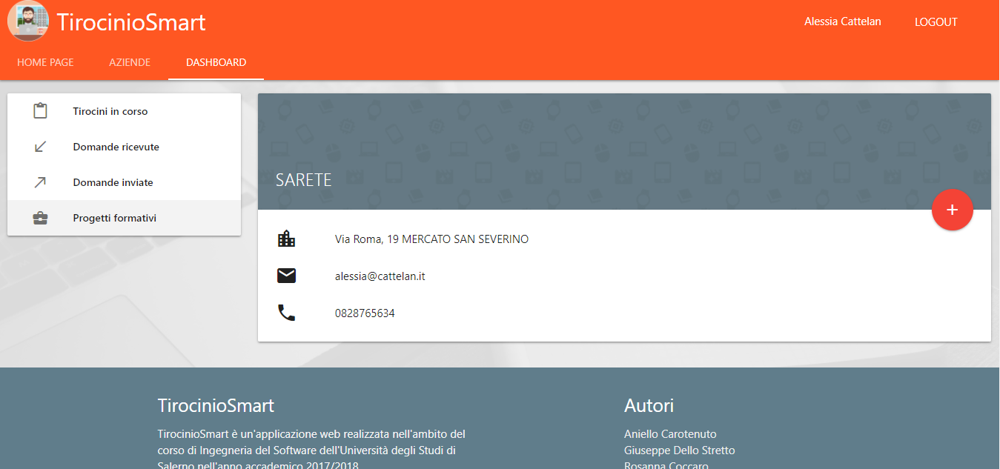 TirocinioSmart
Alessia Cattelan
LOGOUT
HOME PAGE
AZIENDE
DASHBOARD
Tirocini in corso
Domande ricevute
Domande inviate
Progetti formativi
SARETE
+
Via Roma, 19 MERCATO SAN SEVERINO
alessia@cattelan.it
0828765634
TirocinioSmart
TirocinioSmart è un'applicazione web realizzata nell'ambito del
corso di Ingegneria del Software dell'Università degli Studi di
Salerno nell'anno accademico 2017/2018
Autori
Aniello Carotenuto
Giuseppe Dello Stretto
Rosanna Coccaro